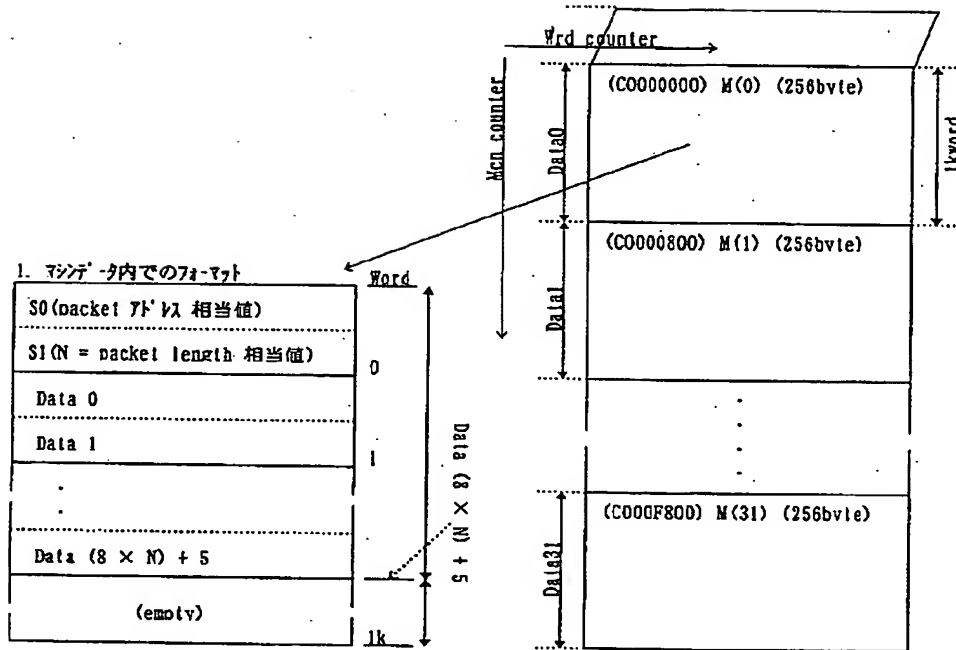 Wrd counter
Mcn counter
(C0000000) M(0) (256byte)
Data0
1kword
(C0000800) M(1) (256byte)
Data1
(C000F800) M(31) (256byte)
Data31
1. マシンデータ内でのフォーマット
Word
S0(packet アドレス 相当値)
S1(N = packet length 相当値)
0
Data 0
Data 1
1
Data (8 × N) + 5
Data (8 × N) + 5
(empty)
1k